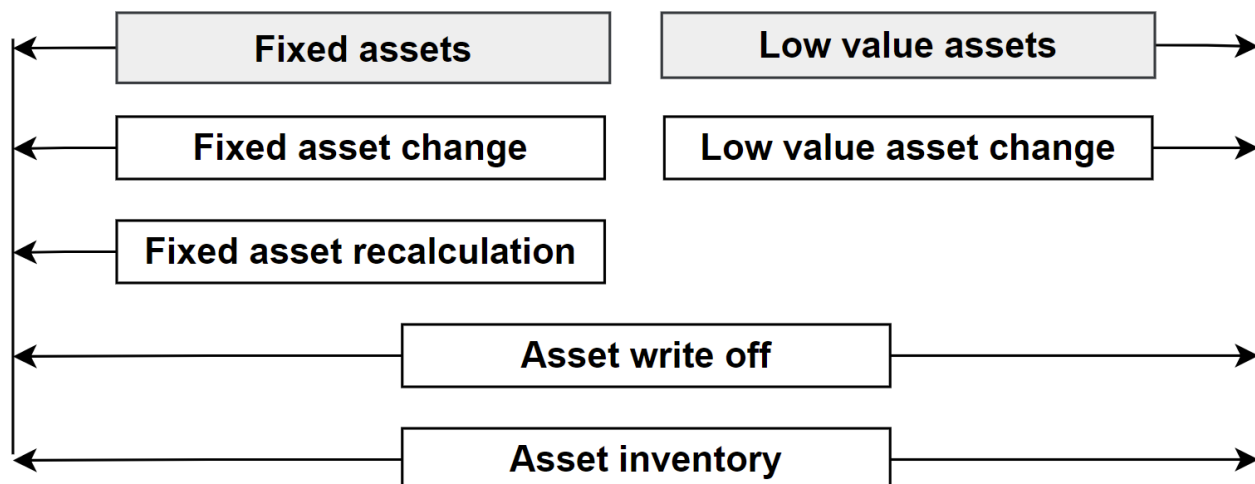 Fixed assets
Low value assets
Fixed asset change
Low value asset change
Fixed asset recalculation
Asset write off
Asset inventory